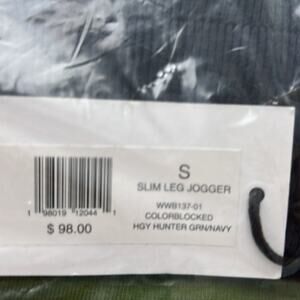 S
SLIM LEG JOGGER
WWB137-01
COLORBLOCKED
HGY HUNTER GRN/NAVY
1 98019 12044 1
$ 98.00